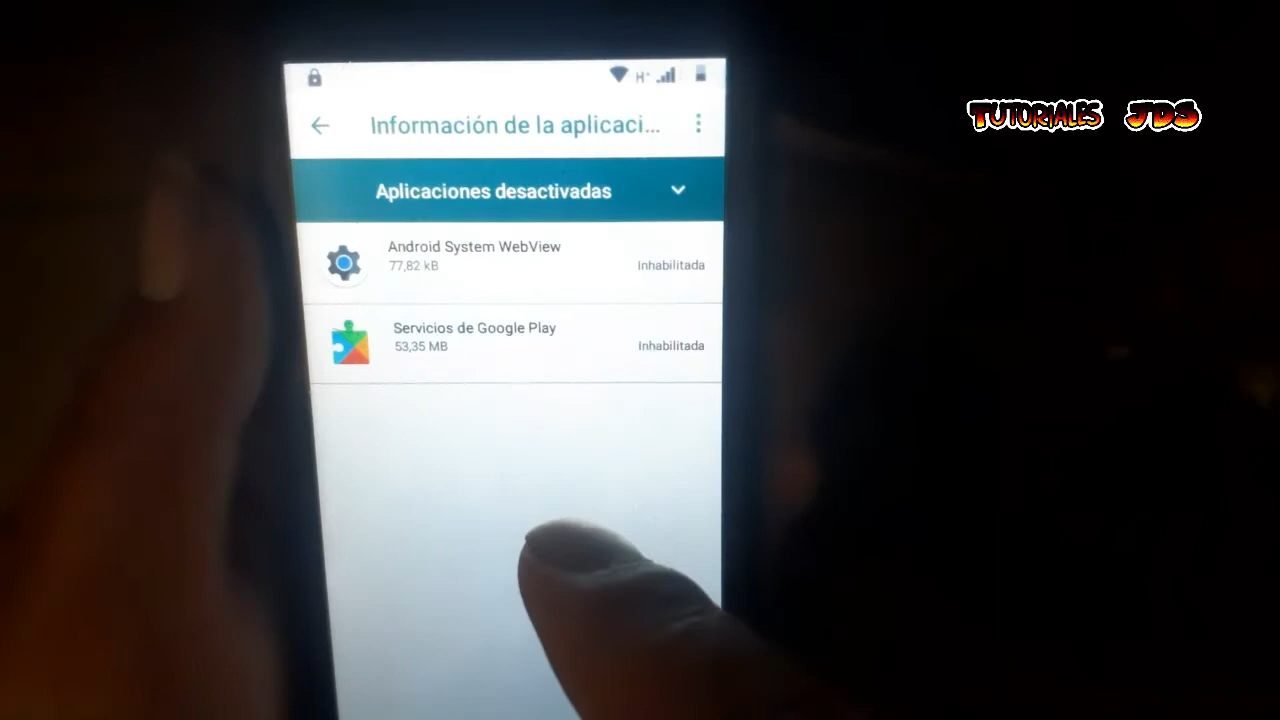 H+
Información de la aplicaci...
TUTORIALES JDS
Aplicaciones desactivadas
Android System WebView
77,82 kB
Inhabilitada
Servicios de Google Play
53,35 MB
Inhabilitada